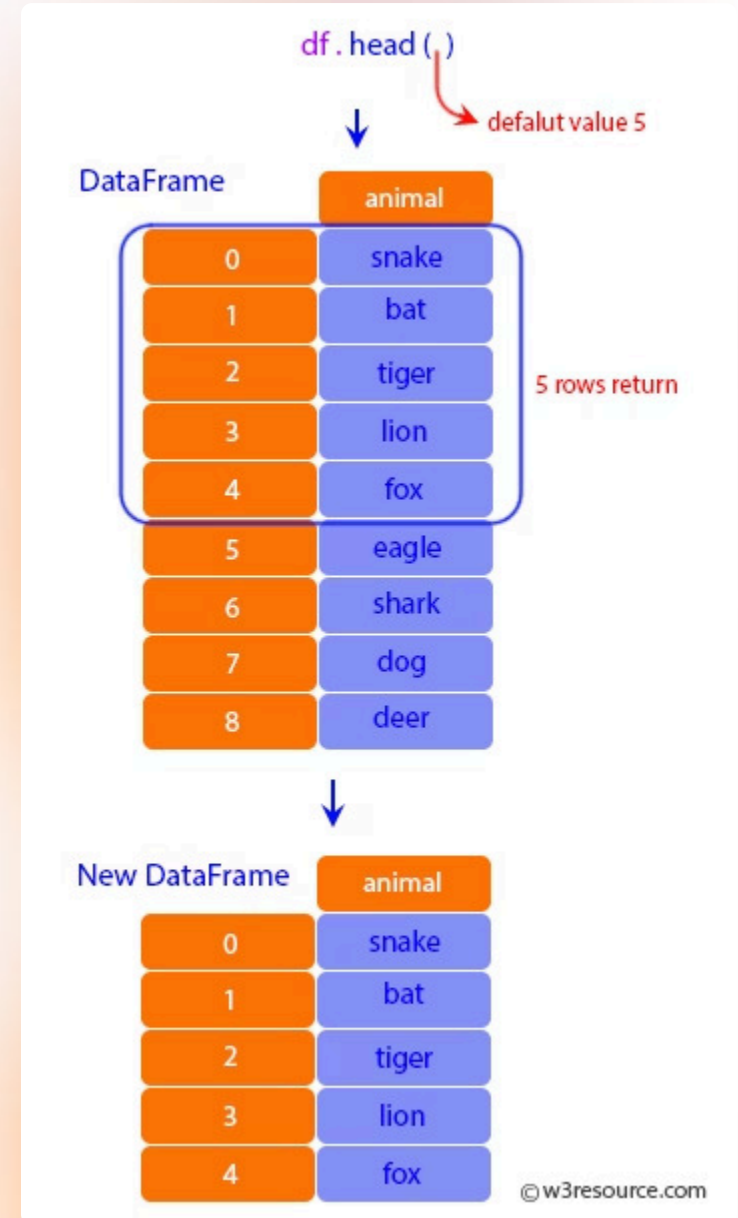 df . head ( )
defalut value 5
DataFrame
animal
0 snake
1 bat
2 tiger
5 rows return
3 lion
4 fox
5 eagle
6 shark
7 dog
8 deer
New DataFrame
animal
0 snake
1 bat
2 tiger
3 lion
4 fox
© w3resource.com